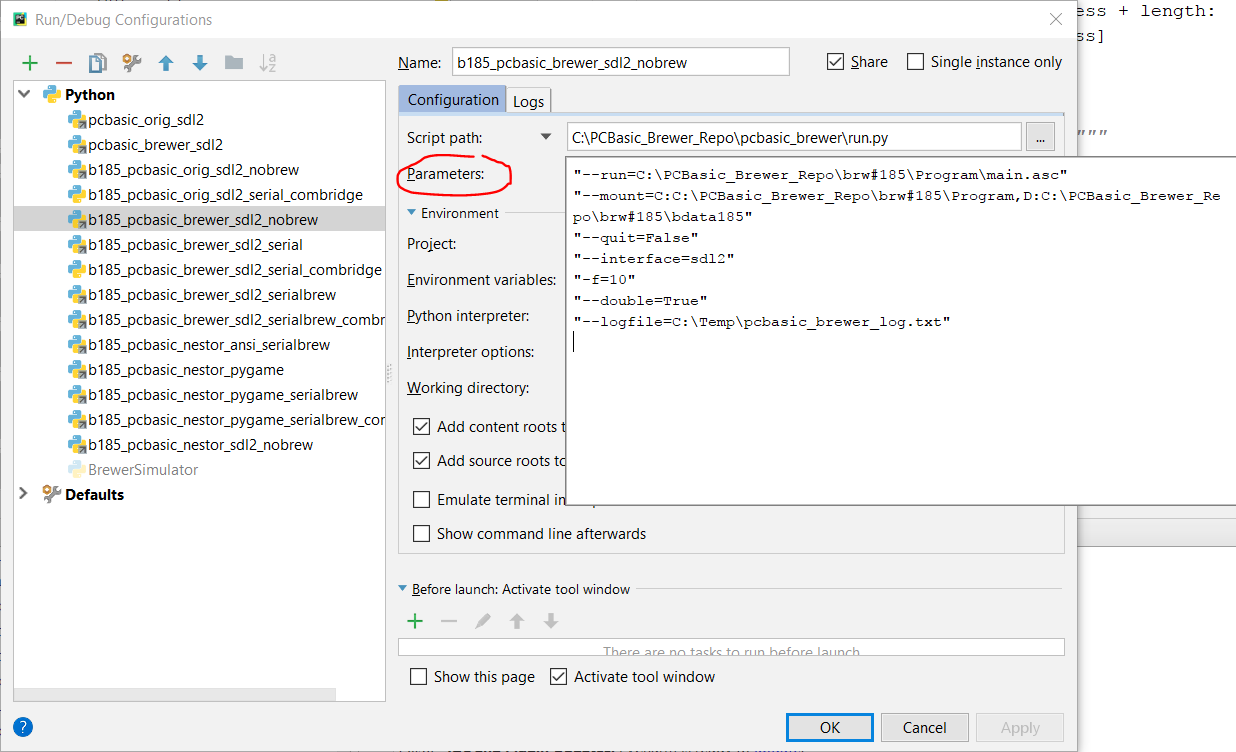 Run/Debug Configurations
ess + length:
ss]
Name: b185_pcbasic_brewer_sdl2_nobrew Share Single instance only
Python
pcbasic_orig_sdl2
pcbasic_brewer_sdl2
b185_pcbasic_orig_sdl2_nobrew
b185_pcbasic_orig_sdl2_serial_combridge
b185_pcbasic_brewer_sdl2_nobrew
b185_pcbasic_brewer_sdl2_serial
b185_pcbasic_brewer_sdl2_serial_combridge
b185_pcbasic_brewer_sdl2_serialbrew
b185_pcbasic_brewer_sdl2_serialbrew_combr
b185_pcbasic_nestor_ansi_serialbrew
b185_pcbasic_nestor_pygame
b185_pcbasic_nestor_pygame_serialbrew
b185_pcbasic_nestor_pygame_serialbrew_cor
b185_pcbasic_nestor_sdl2_nobrew
BrewerSimulator
Defaults
Configuration Logs
Script path: C:\PCBasic_Brewer_Repo\pcbasic_brewer\run.py ...
"""
Parameters:
"--run=C:\PCBasic_Brewer_Repo\brw#185\Program\main.asc"
"--mount=C:C:\PCBasic_Brewer_Repo\brw#185\Program,D:C:\PCBasic_Brewer_Re
po\brw#185\bdata185"
"--quit=False"
"--interface=sdl2"
"-f=10"
"--double=True"
"--logfile=C:\Temp\pcbasic_brewer_log.txt"
Environment
Project:
Environment variables:
Python interpreter:
Interpreter options:
Working directory:
Add content roots t
Add source roots to
Emulate terminal in
Show command line afterwards
Before launch: Activate tool window
There are no tasks to run before launch
Show this page Activate tool window
? OK Cancel Apply